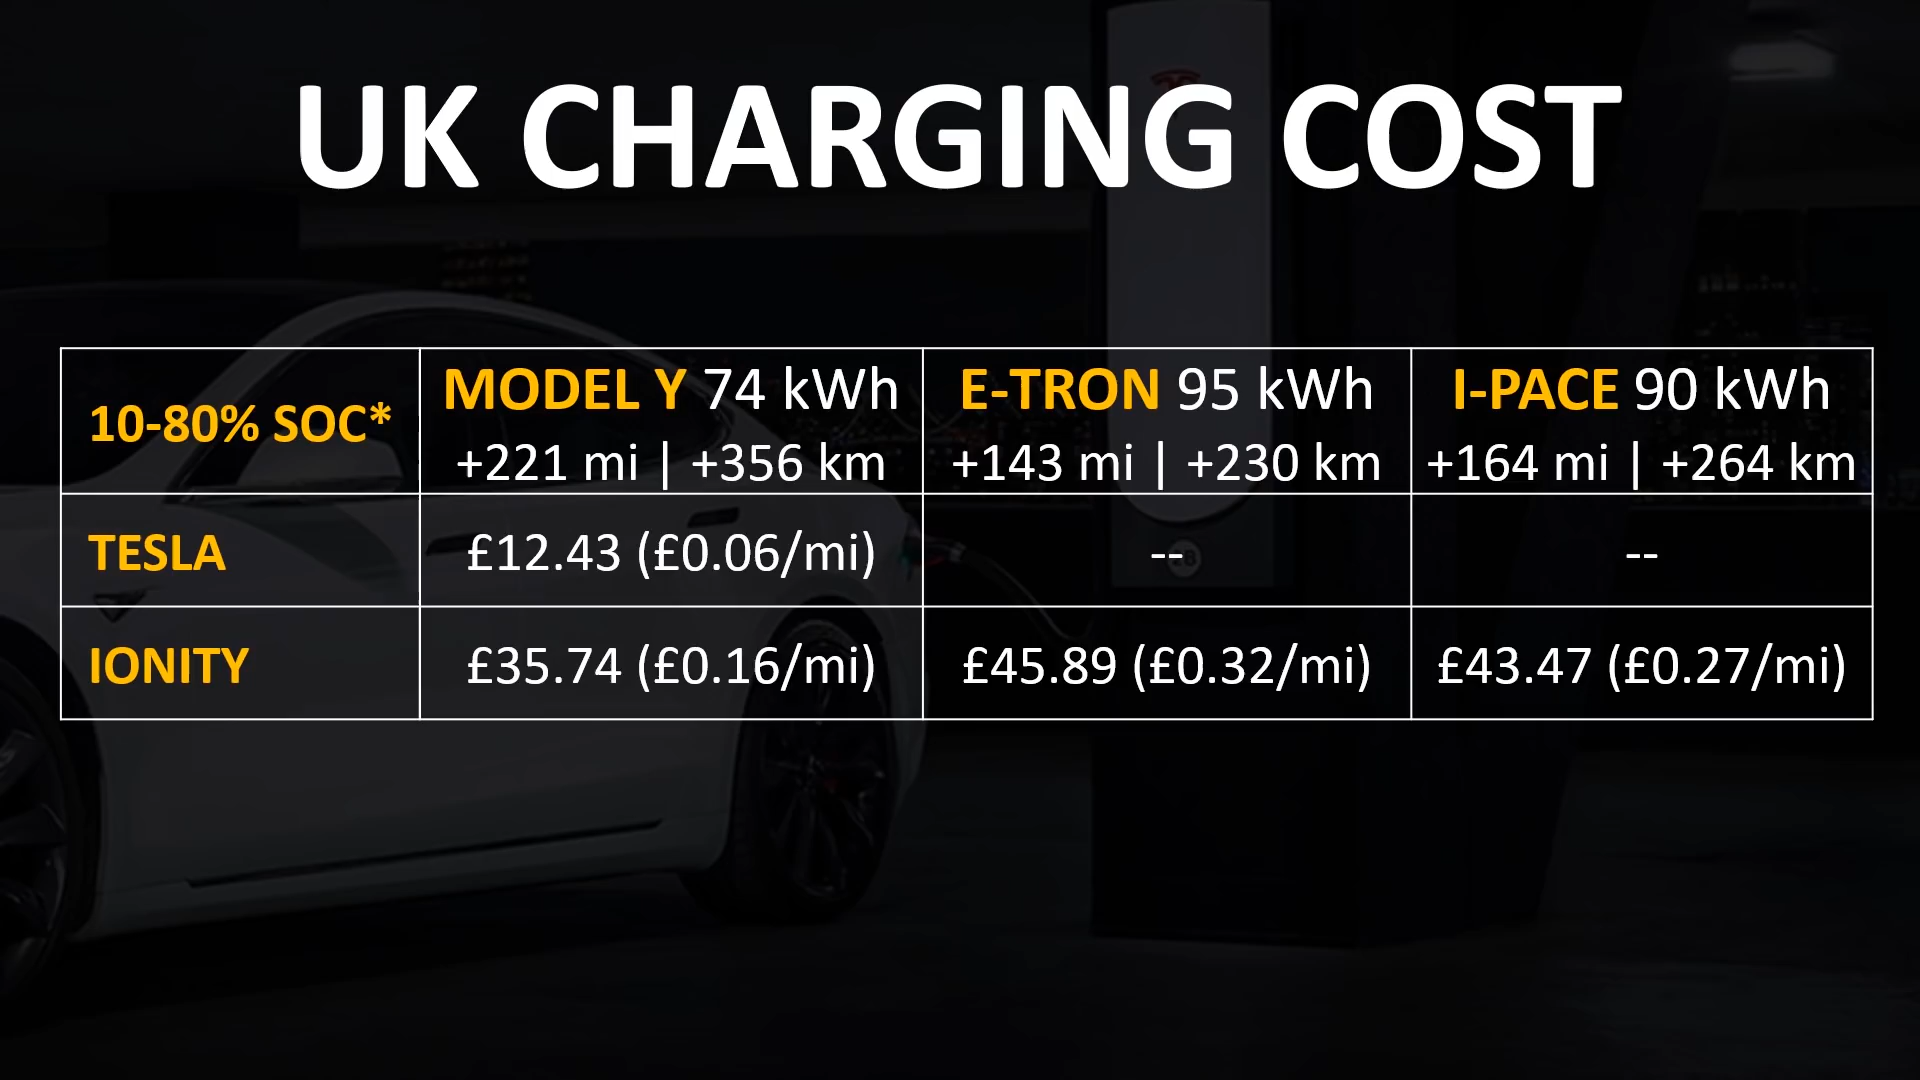 UK CHARGING COST
10-80% SOC*
MODEL Y 74 kWh
+221 mi | +356 km
E-TRON 95 kWh
+143 mi | +230 km
I-PACE 90 kWh
+164 mi | +264 km
TESLA
£12.43 (£0.06/mi)
--
--
IONITY
£35.74 (£0.16/mi)
£45.89 (£0.32/mi)
£43.47 (£0.27/mi)